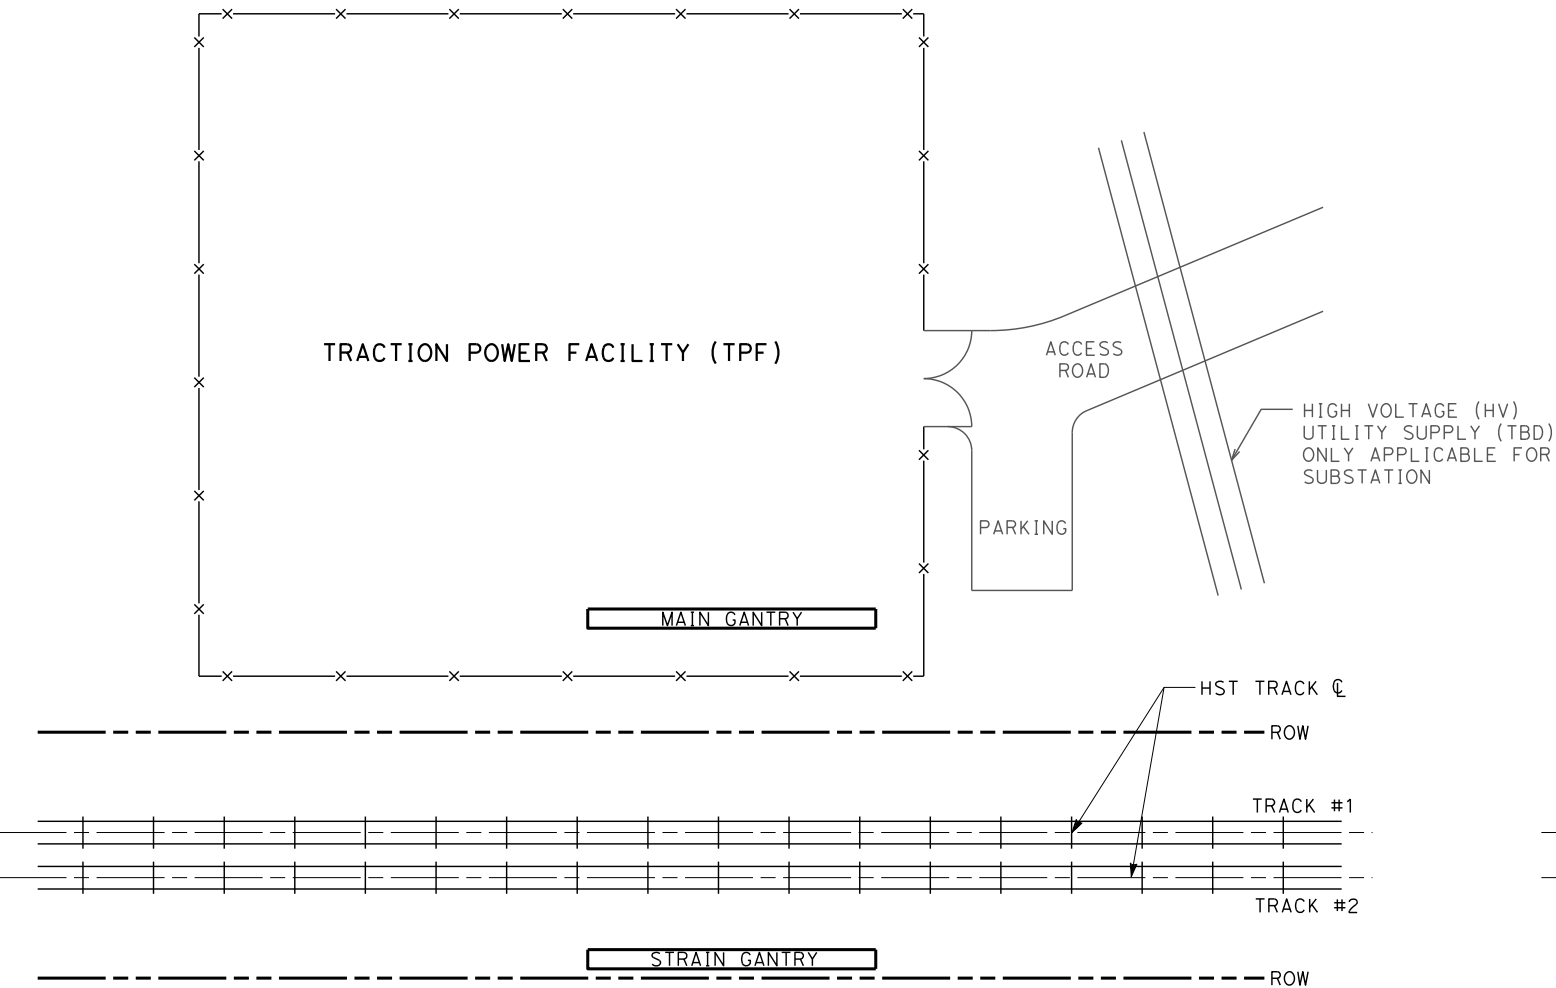 TRACTION POWER FACILITY (TPF)
ACCESS
ROAD
HIGH VOLTAGE (HV)
UTILITY SUPPLY (TBD)
ONLY APPLICABLE FOR
SUBSTATION
PARKING
MAIN GANTRY
HST TRACK ℄
ROW
TRACK #1
TRACK #2
STRAIN GANTRY
ROW